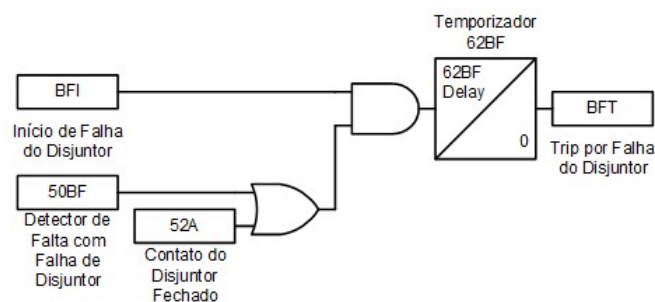 Temporizador
62BF
62BF
Delay
0
BFI
Início de Falha
do Disjuntor
BFT
Trip por Falha
do Disjuntor
50BF
Detector de
Falta com
Falha de
Disjuntor
52A
Contato do
Disjuntor
Fechado